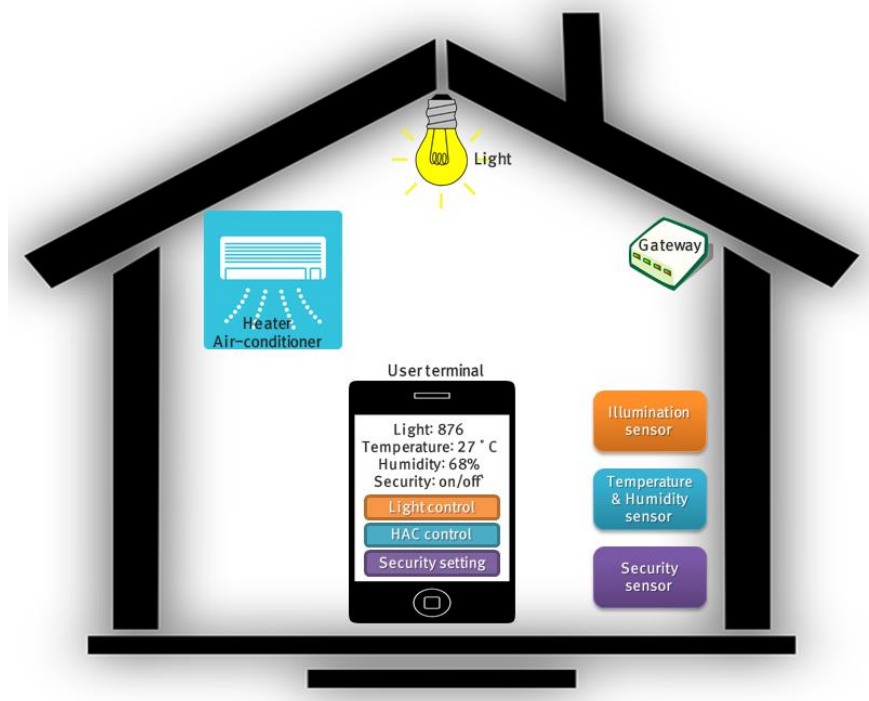 Light
Gateway
Heater
Air-conditioner
User terminal
Light: 876
Temperature: 27 ˚ C
Humidity: 68%
Security: on/off`
Light control
HAC control
Security setting
Illumination
sensor
Temperature
& Humidity
sensor
Security
sensor